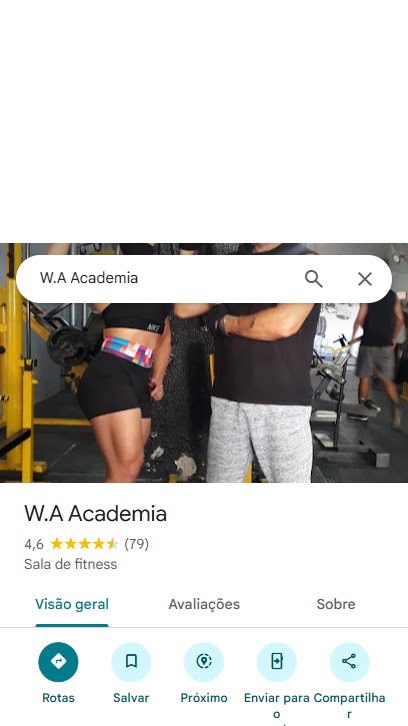 W.A Academia
NIKE
W.A Academia
4,6 (79)
Sala de fitness
Visão geral Avaliações Sobre
Rotas Salvar Próximo Enviar para o Compartilhar